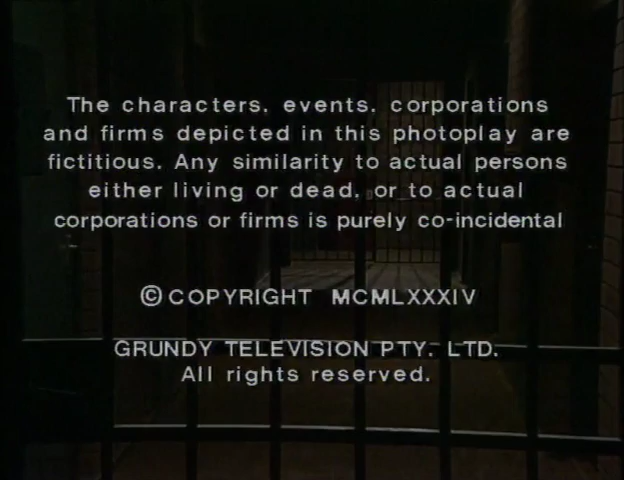 The characters. events. corporations
and firms depicted in this photoplay are
fictitious. Any similarity to actual persons
either living or dead, or to actual
corporations or firms is purely co-incidental
© COPYRIGHT MCMLXXXIV
GRUNDY TELEVISION PTY. LTD.
All rights reserved.